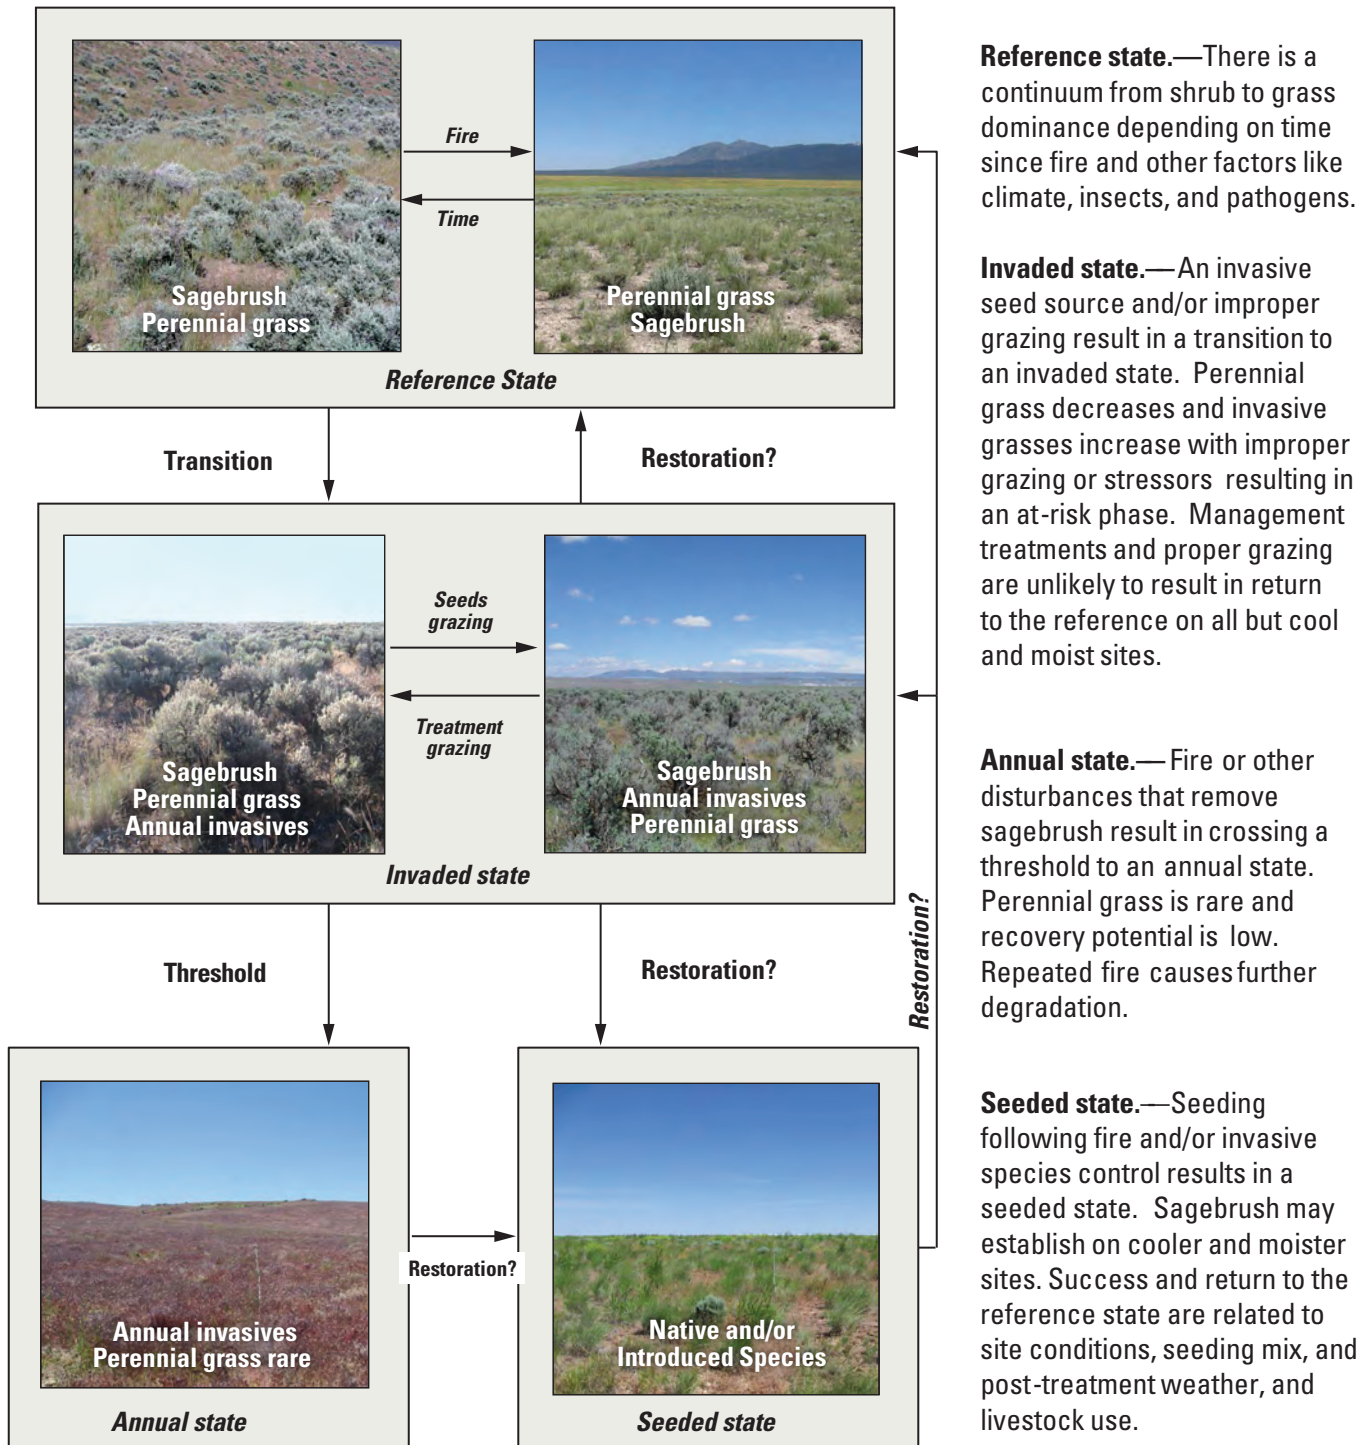 Fire
Time
Sagebrush
Perennial grass
Perennial grass
Sagebrush
Reference State
Transition
Restoration?
Seeds
grazing
Treatment
grazing
Sagebrush
Perennial grass
Annual invasives
Sagebrush
Annual invasives
Perennial grass
Invaded state
Threshold
Restoration?
Restoration?
Restoration?
Annual invasives
Perennial grass rare
Annual state
Native and/or
Introduced Species
Seeded state
Reference state.—There is a
continuum from shrub to grass
dominance depending on time
since fire and other factors like
climate, insects, and pathogens.
Invaded state.—An invasive
seed source and/or improper
grazing result in a transition to
an invaded state. Perennial
grass decreases and invasive
grasses increase with improper
grazing or stressors resulting in
an at-risk phase. Management
treatments and proper grazing
are unlikely to result in return
to the reference on all but cool
and moist sites.
Annual state.—Fire or other
disturbances that remove
sagebrush result in crossing a
threshold to an annual state.
Perennial grass is rare and
recovery potential is low.
Repeated fire causes further
degradation.
Seeded state.—Seeding
following fire and/or invasive
species control results in a
seeded state. Sagebrush may
establish on cooler and moister
sites. Success and return to the
reference state are related to
site conditions, seeding mix, and
post-treatment weather, and
livestock use.